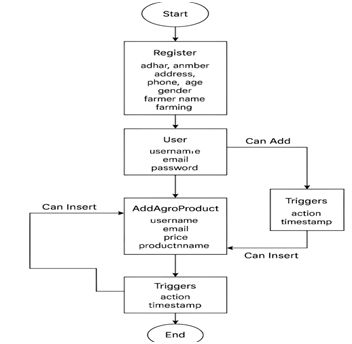 Start
Register
adhar, anmber
address,
phone, age
gender
farmer name
farming
User
username
email
password
Can Add
Triggers
action
timestamp
Can Insert
AddAgroProduct
username
email
price
productnname
Can Insert
Triggers
action
timestamp
End